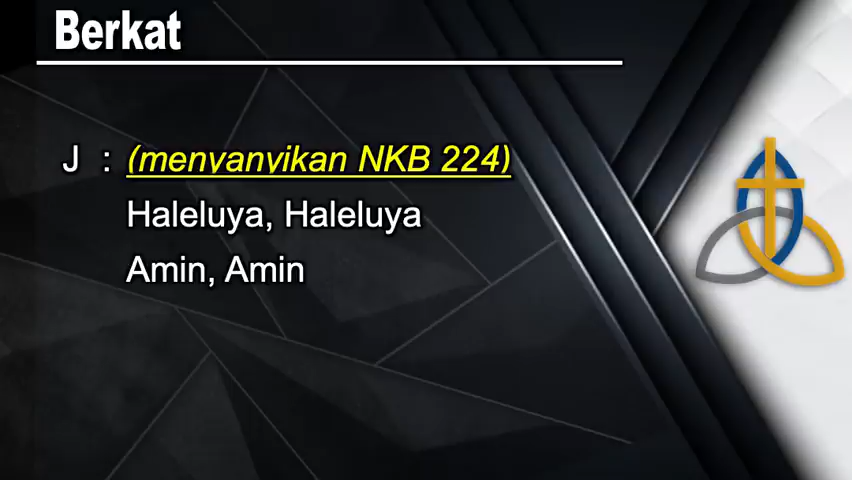 Berkat
J : (menyanyikan NKB 224)
Haleluya, Haleluya
Amin, Amin